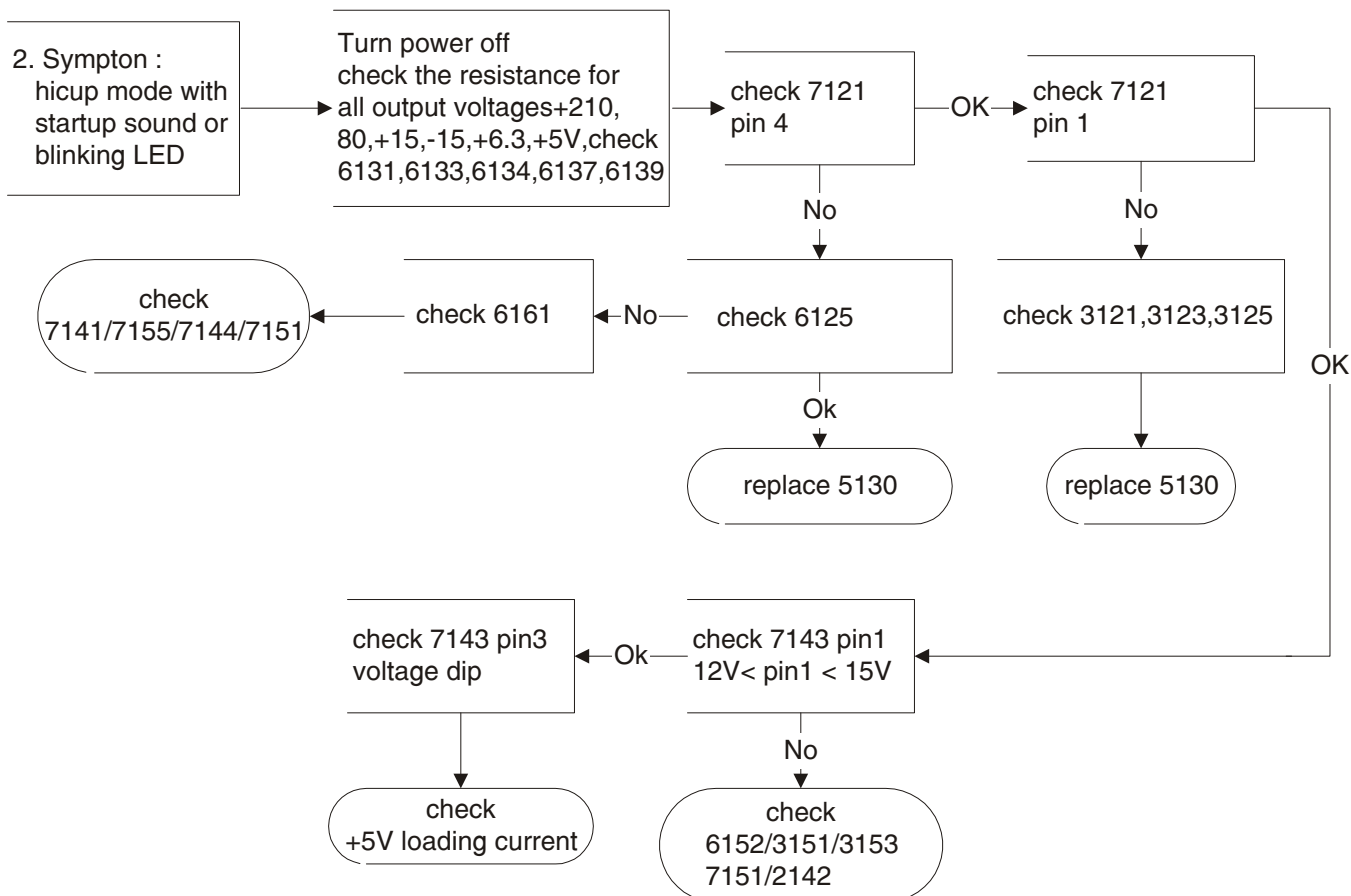 2. Sympton :
hicup mode with
startup sound or
blinking LED
Turn power off
check the resistance for
all output voltages+210,
80,+15,-15,+6.3,+5V,check
6131,6133,6134,6137,6139
check 7121
pin 4
OK
check 7121
pin 1
No
No
check
7141/7155/7144/7151
check 6161
No
check 6125
check 3121,3123,3125
OK
Ok
replace 5130
replace 5130
check 7143 pin3
voltage dip
Ok
check 7143 pin1
12V< pin1 < 15V
No
check
+5V loading current
check
6152/3151/3153
7151/2142